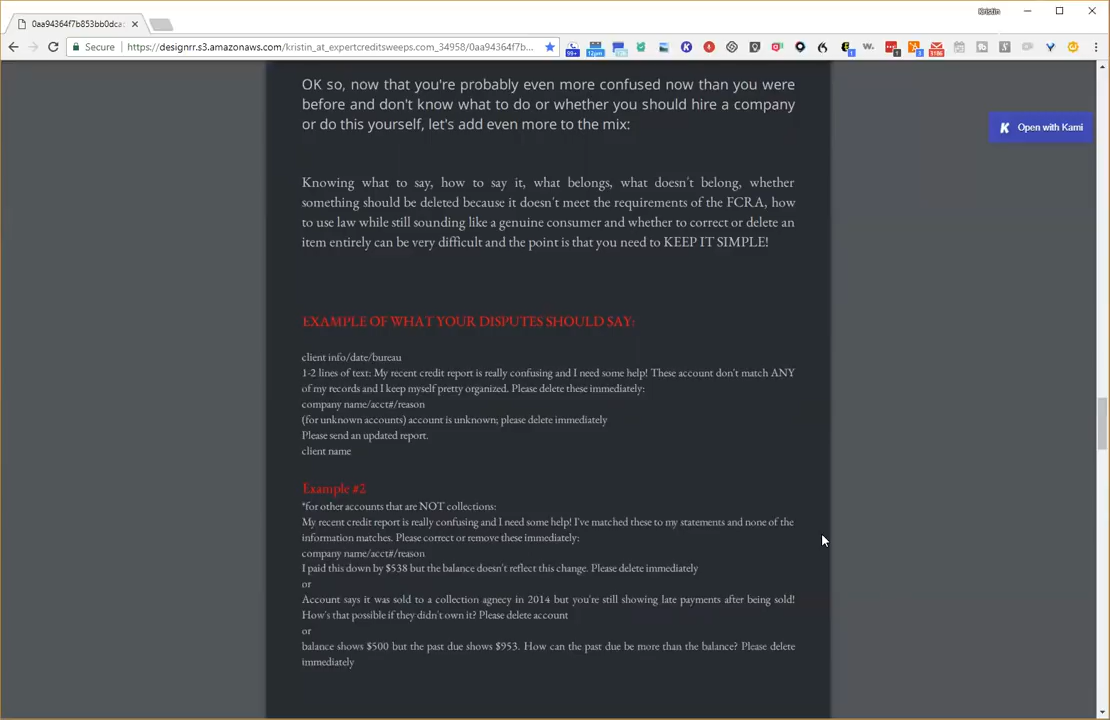 0aa94364f7b853bb0dca
Kristin
Secure
https://designrr.s3.amazonaws.com/kristin_at_expertcreditsweeps.com_34958/0aa94364f7b...
OK so, now that you're probably even more confused now than you were
before and don't know what to do or whether you should hire a company
or do this yourself, let's add even more to the mix:
Open with Kami
Knowing what to say, how to say it, what belongs, what doesn't belong, whether
something should be deleted because it doesn't meet the requirements of the FCRA, how
to use law while still sounding like a genuine consumer and whether to correct or delete an
item entirely can be very difficult and the point is that you need to KEEP IT SIMPLE!
EXAMPLE OF WHAT YOUR DISPUTES SHOULD SAY:
client info/date/bureau
1-2 lines of text: My recent credit report is really confusing and I need some help! These account don't match ANY
of my records and I keep myself pretty organized. Please delete these immediately:
company name/acct#/reason
(for unknown accounts) account is unknown; please delete immediately
Please send an updated report.
client name
Example #2
*for other accounts that are NOT collections:
My recent credit report is really confusing and I need some help! I've matched these to my statements and none of the
information matches. Please correct or remove these immediately:
company name/acct#/reason
I paid this down by $538 but the balance doesn't reflect this change. Please delete immediately
or
Account says it was sold to a collection agnecy in 2014 but you're still showing late payments after being sold!
How's that possible if they didn't own it? Please delete account
or
balance shows $500 but the past due shows $953. How can the past due be more than the balance? Please delete
immediately